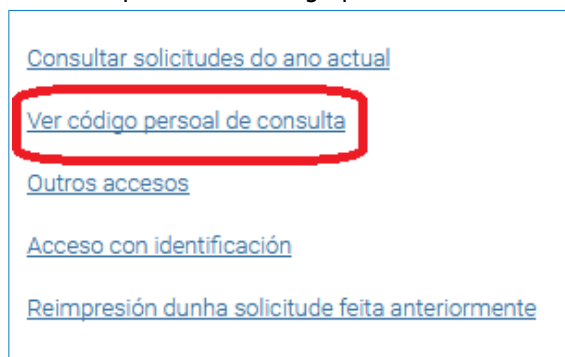 Consultar solicitudes do ano actual
Ver código persoal de consulta
Outros accesos
Acceso con identificación
Reimpresión dunha solicitude feita anteriormente